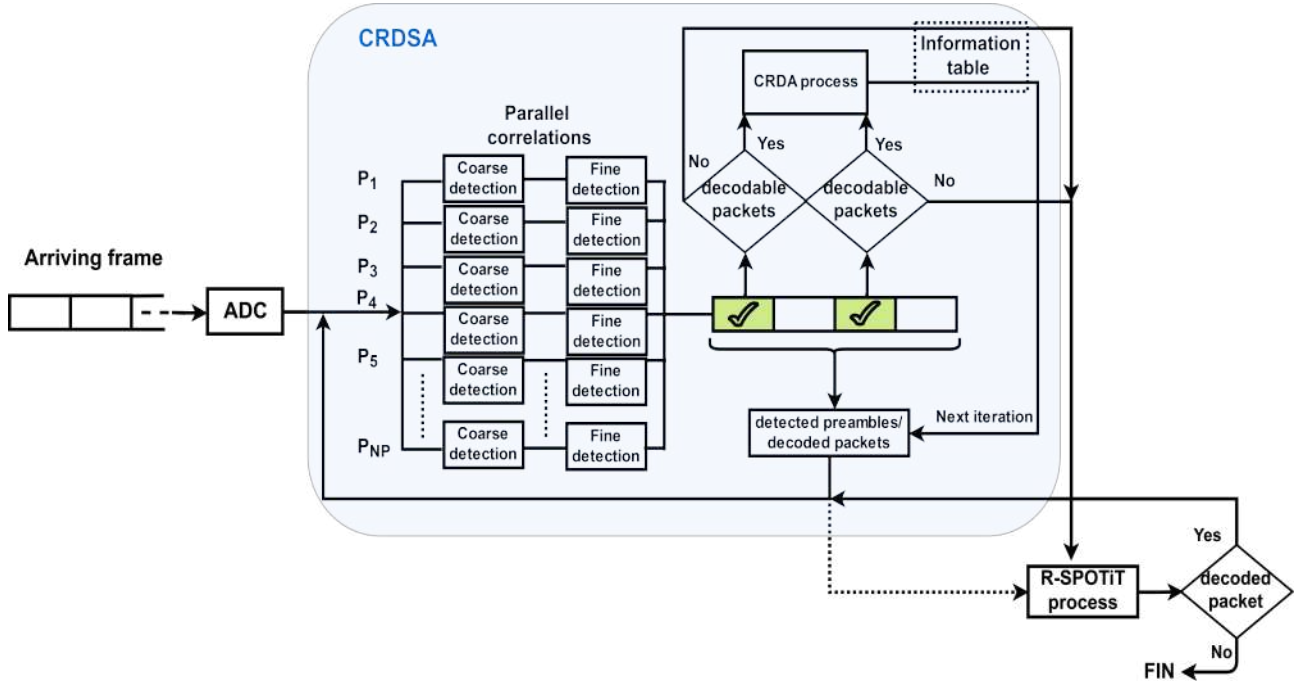 CRDSA
Information
table
CRDA process
Parallel
correlations
Yes
Yes
No
No
decodable
packets
decodable
packets
P1
Coarse
detection
Fine
detection
P2
Coarse
detection
Fine
detection
P3
Coarse
detection
Fine
detection
Arriving frame
P4
ADC
Coarse
detection
Fine
detection
P5
Coarse
detection
Fine
detection
PNP
Coarse
detection
Fine
detection
detected preambles/
decoded packets
Next iteration
Yes
R-SPOTiT
process
decoded
packet
No
FIN